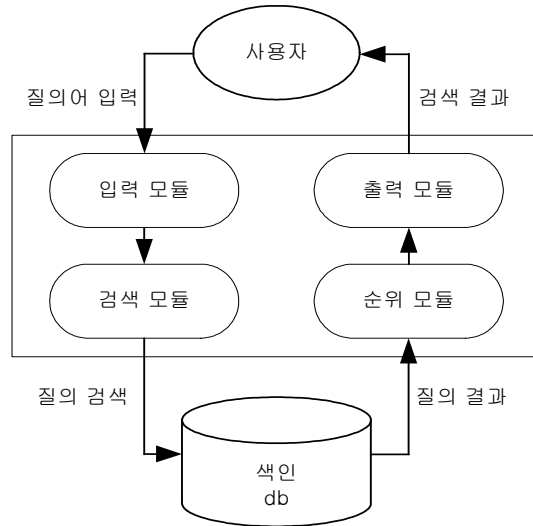 사용자
질의어 입력
검색 결과
입력 모듈
출력 모듈
검색 모듈
순위 모듈
질의 검색
질의 결과
색인
db